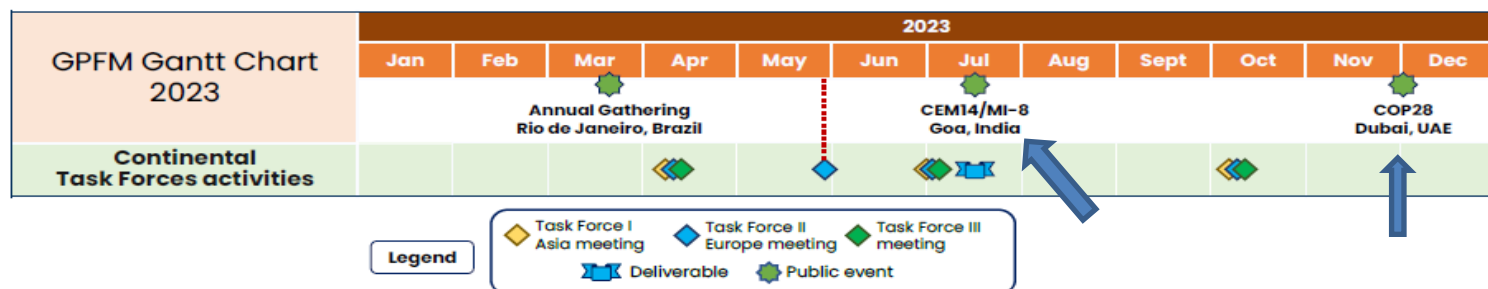 2023
GPFM Gantt Chart
2023
Jan Feb Mar Apr May Jun Jul Aug Sept Oct Nov Dec
Annual Gathering
Rio de Janeiro, Brazil
CEM14/MI-8
Goa, India
COP28
Dubai, UAE
Continental
Task Forces activities
Legend
Task Force I
Asia meeting
Task Force II
Europe meeting
Task Force III
meeting
Deliverable
Public event